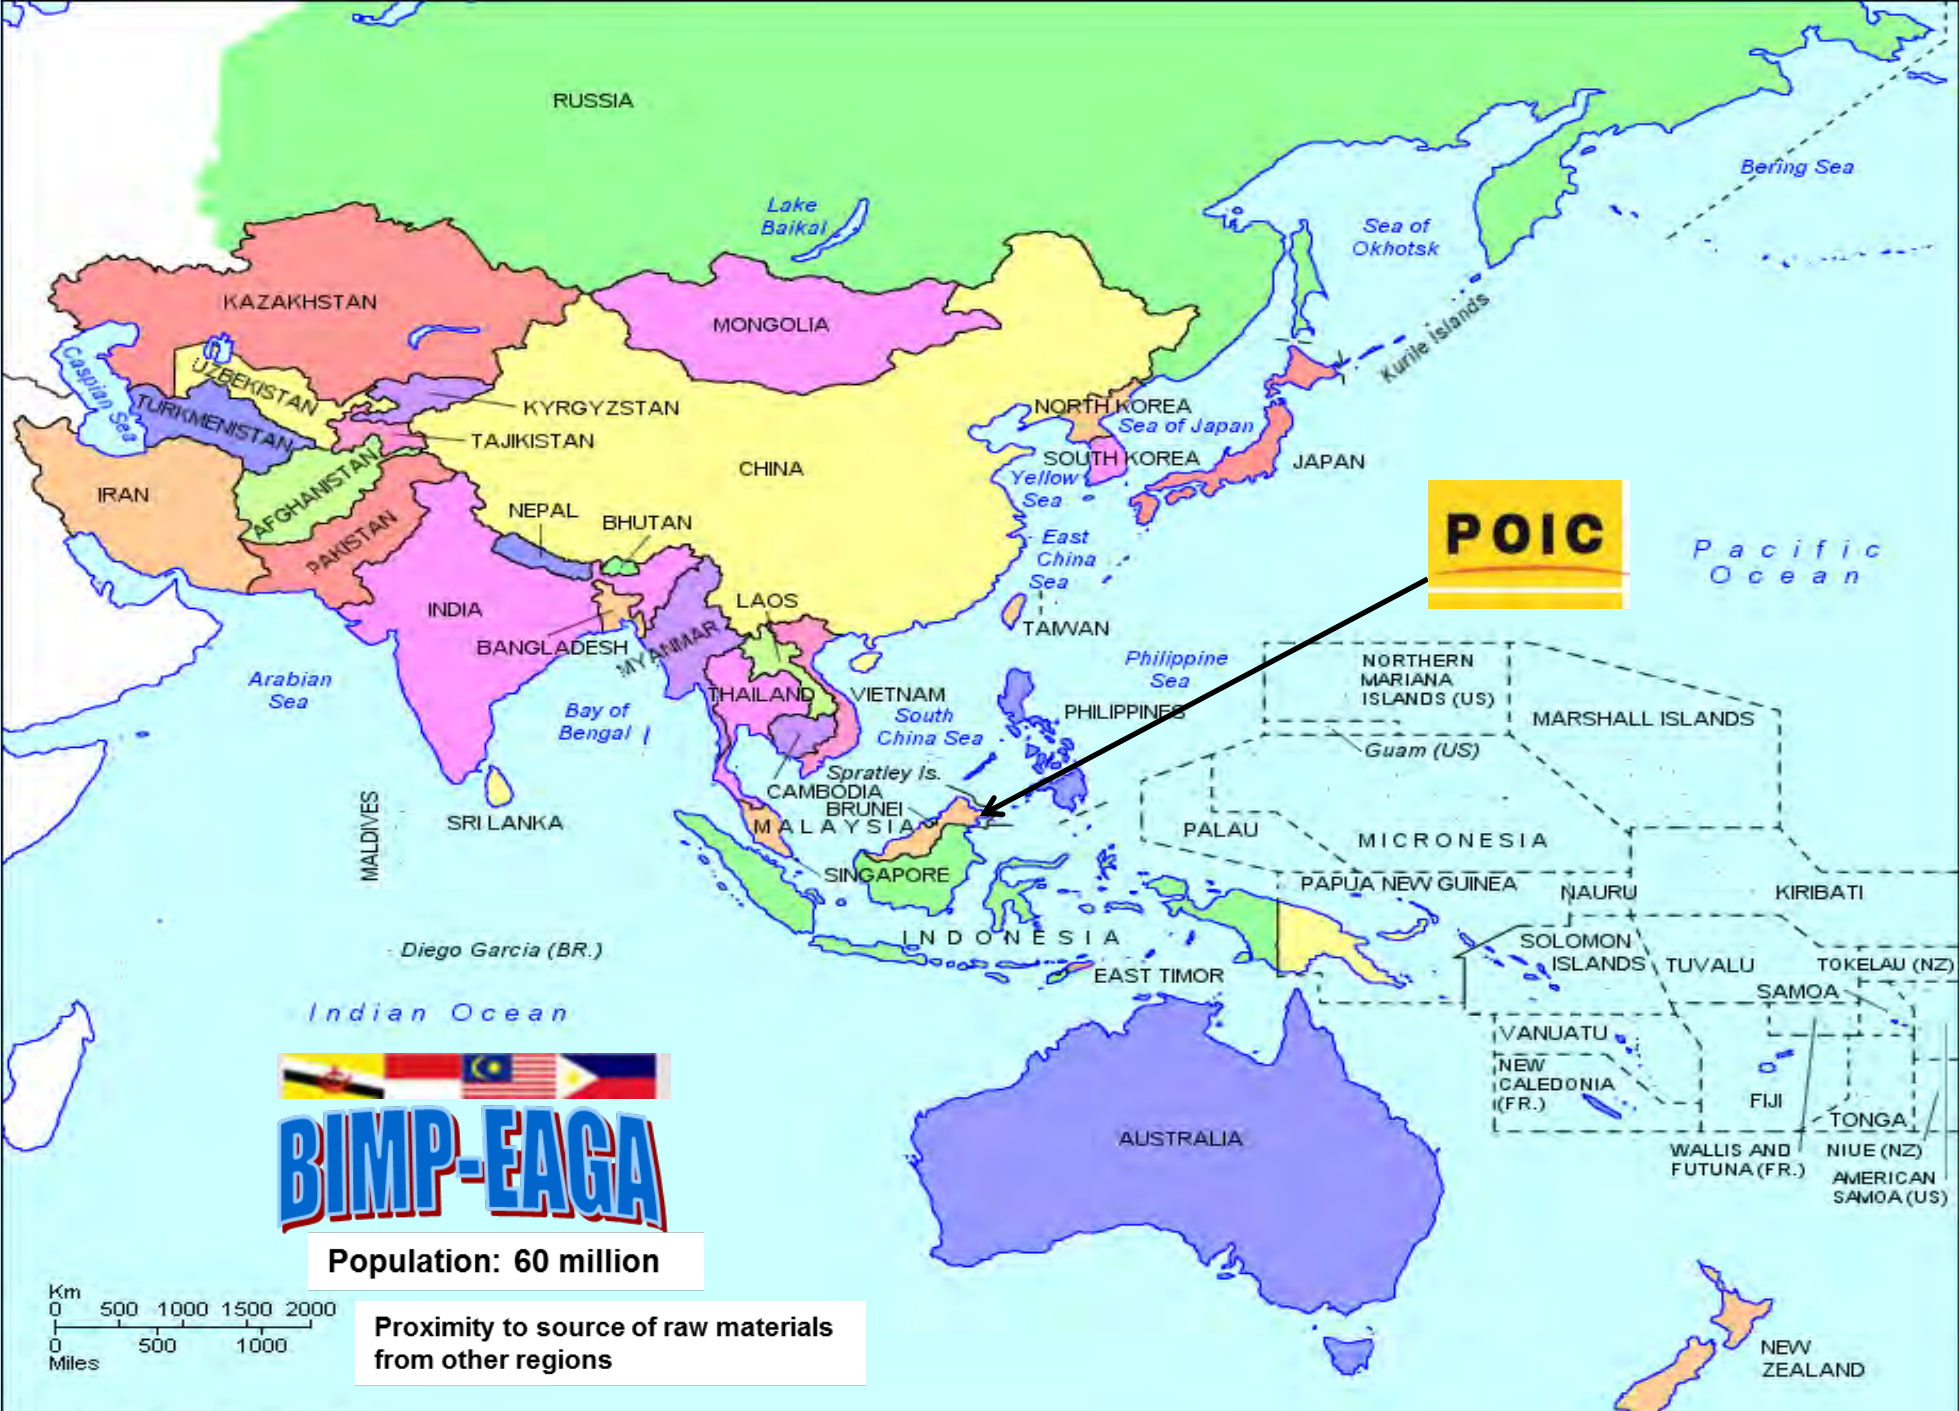 RUSSIA
Bering Sea
Lake
Baikal
Sea of
Okhotsk
KAZAKHSTAN
MONGOLIA
Kurile Islands
Caspian Sea
UZBEKISTAN
TURKMENISTAN
KYRGYZSTAN
TAJIKISTAN
NORTH KOREA
Sea of Japan
SOUTH KOREA
JAPAN
CHINA
Yellow
Sea
IRAN
AFGHANISTAN
PAKISTAN
NEPAL
BHUTAN
East
China
Sea
POIC
Pacific
Ocean
INDIA
LAOS
BANGLADESH
MYANMAR
TAIWAN
Arabian
Sea
Bay of
Bengal
THAILAND
VIETNAM
South
China Sea
Philippine
Sea
PHILIPPINES
NORTHERN
MARIANA
ISLANDS (US)
MARSHALL ISLANDS
Guam (US)
Spratley Is.
CAMBODIA
BRUNEI
MALAYSIA
MALDIVES
SRI LANKA
PALAU
MICRONESIA
SINGAPORE
PAPUA NEW GUINEA
NAURU
KIRIBATI
INDONESIA
Diego Garcia (BR.)
EAST TIMOR
SOLOMON
ISLANDS
TUVALU
TOKELAU (NZ)
SAMOA
Indian Ocean
VANUATU
NEW
CALEDONIA
(FR.)
FIJI
TONGA
AUSTRALIA
WALLIS AND
FUTUNA (FR.)
NIUE (NZ)
AMERICAN
SAMOA (US)
BIMP-EAGA
Population: 60 million
Km
0 500 1000 1500 2000
0 500 1000
Miles
Proximity to source of raw materials
from other regions
NEW
ZEALAND